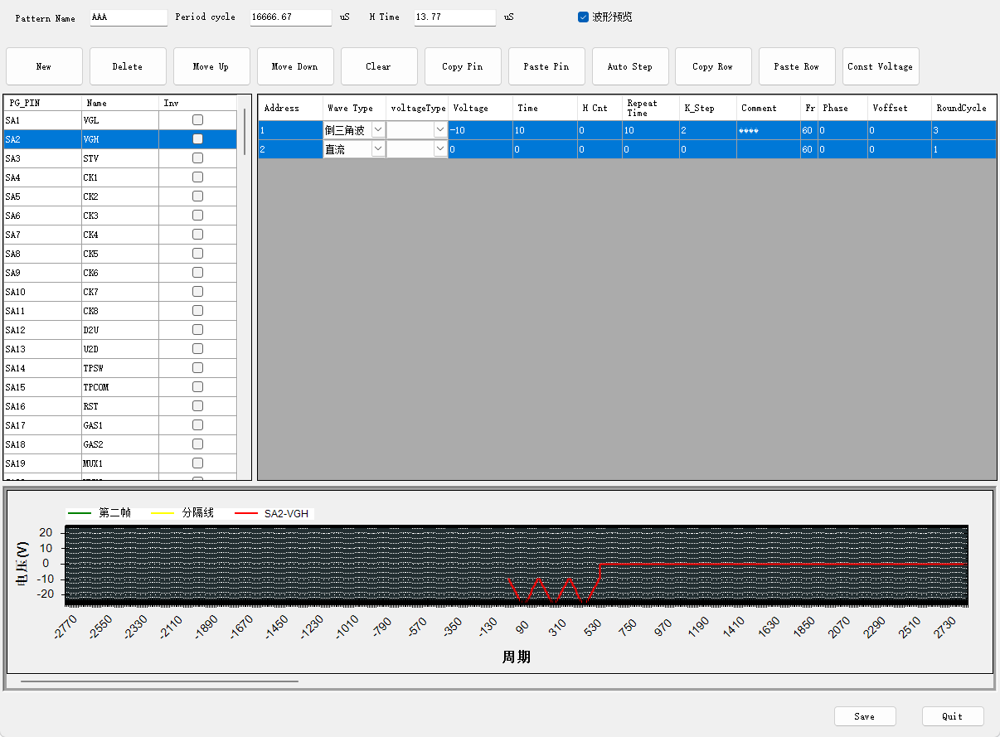 Pattern Name AAA Period cycle 16666.67 uS H Time 13.77 uS 波形预览
New Delete Move Up Move Down Clear Copy Pin Paste Pin Auto Step Copy Row Paste Row Const Voltage
PG_PIN Name Inv
SA1 VGL
SA2 VGH
SA3 STV
SA4 CK1
SA5 CK2
SA6 CK3
SA7 CK4
SA8 CK5
SA9 CK6
SA10 CK7
SA11 CK8
SA12 D2U
SA13 U2D
SA14 TPSW
SA15 TPCOM
SA16 RST
SA17 GAS1
SA18 GAS2
SA19 MUX1
Address Wave Type voltageType Voltage Time H Cnt Repeat Time K_Step Comment Fr Phase Voffset RoundCycle
1 倒三角波 -10 10 0 10 2 **** 60 0 0 3
2 直流 0 0 0 0 0 60 0 0 1
第二帧 分隔线 SA2-VGH
电压(V)
20
10
0
-10
-20
-2770 -2550 -2330 -2110 -1890 -1670 -1450 -1230 -1010 -790 -570 -350 -130 90 310 530 750 970 1190 1410 1630 1850 2070 2290 2510 2730
周期
Save Quit